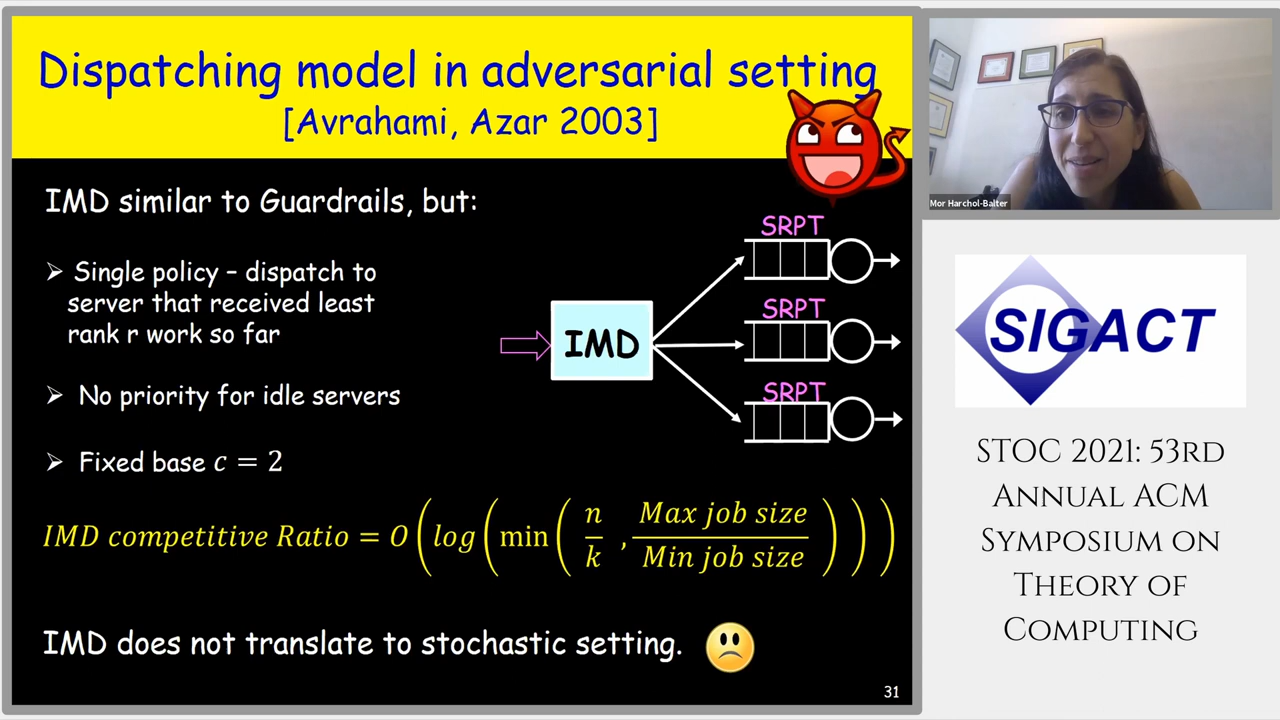 Dispatching model in adversarial setting
[Avrahami, Azar 2003]
IMD similar to Guardrails, but:
➢ Single policy – dispatch to
server that received least
rank r work so far
➢ No priority for idle servers
➢ Fixed base c = 2
IMD
SRPT
SRPT
SRPT
IMD competitive Ratio = O(log(min(n/k, Max job size/Min job size)))
IMD does not translate to stochastic setting.
31
Mor Harchol-Balter
SIGACT
STOC 2021: 53rd
Annual ACM
Symposium on
Theory of
Computing